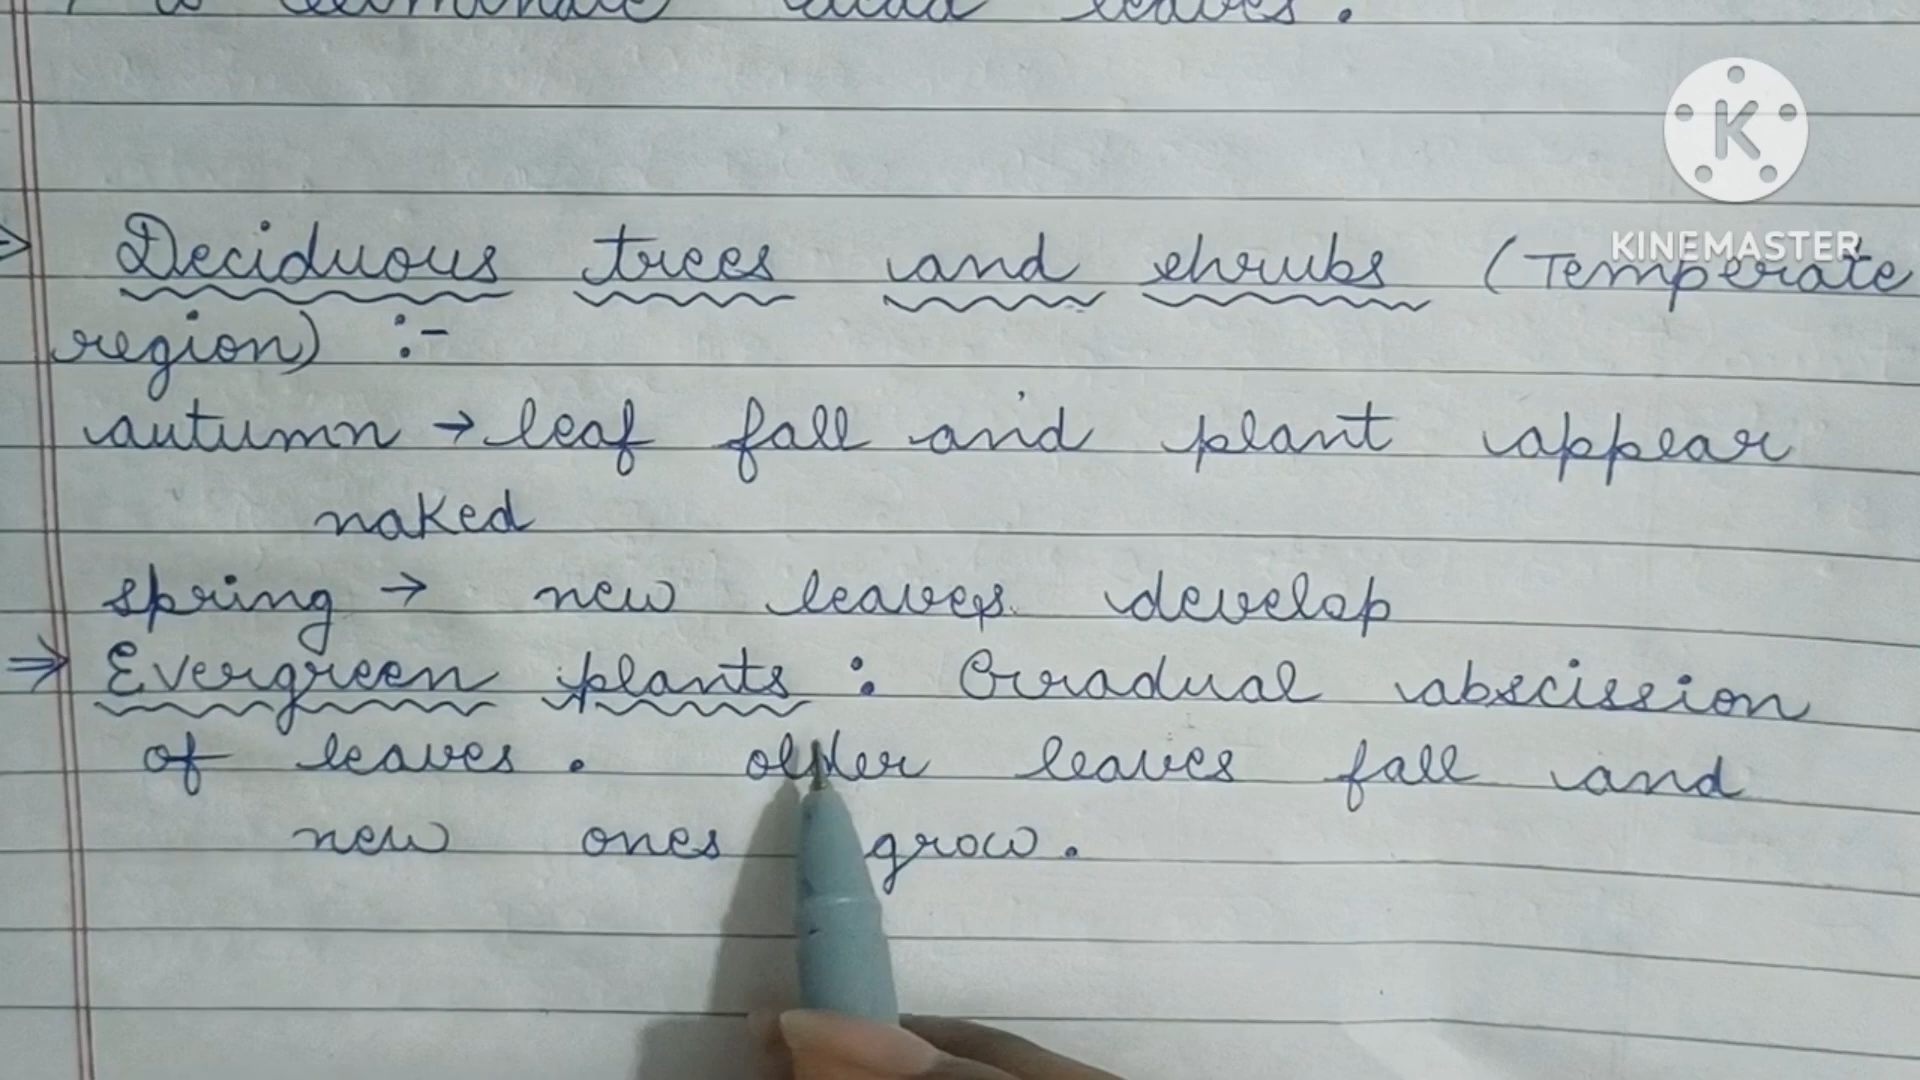 leaves.
KINEMASTER
⇒ Deciduous trees and shrubs (Temperate
region) :-
autumn → leaf fall and plant appear
naked
spring → new leaves develop
⇒ Evergreen plants : Gradual abscission
of leaves. older leaves fall and
new ones grow.